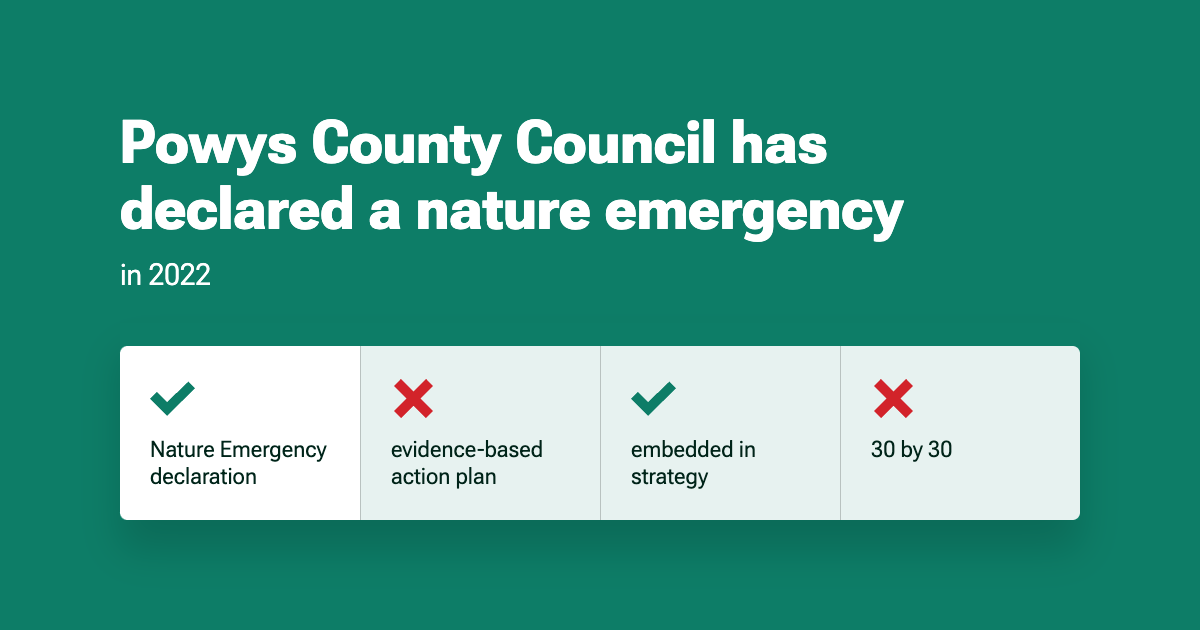 Powys County Council has
declared a nature emergency
in 2022
Nature Emergency
declaration
evidence-based
action plan
embedded in
strategy
30 by 30